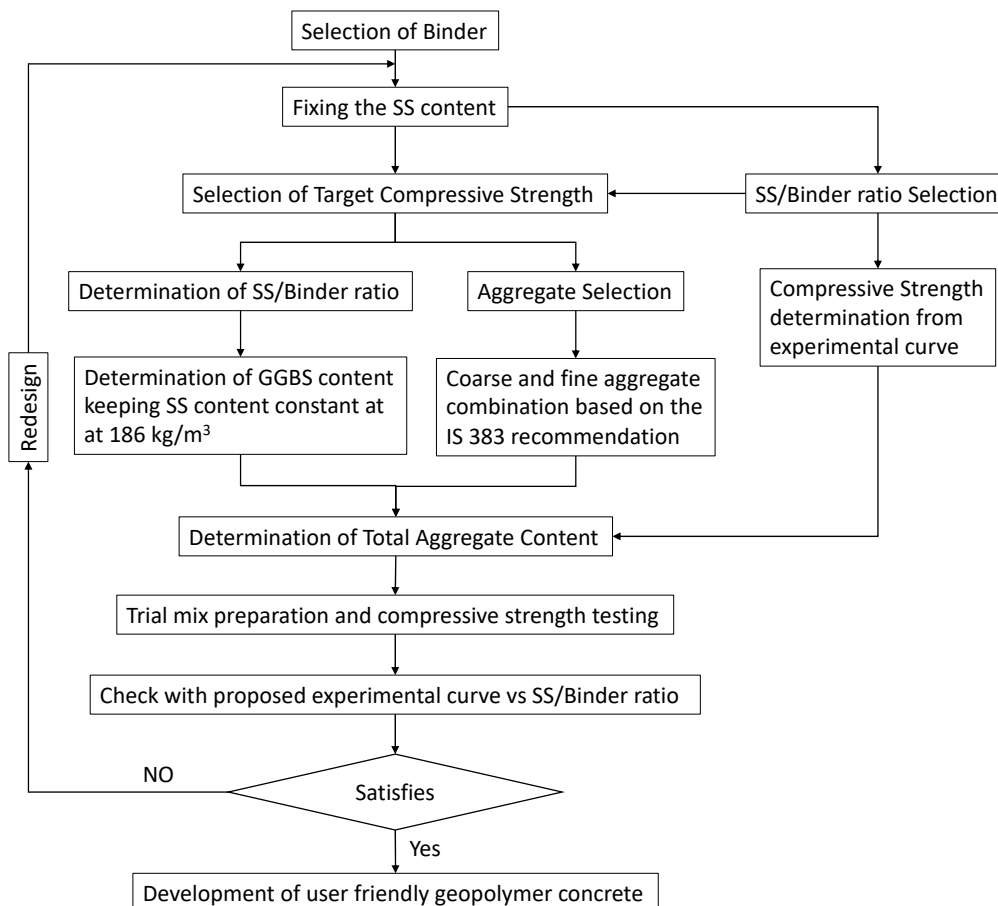 Selection of Binder
Fixing the SS content
Selection of Target Compressive Strength
SS/Binder ratio Selection
Determination of SS/Binder ratio
Aggregate Selection
Compressive Strength
determination from
experimental curve
Redesign
Determination of GGBS content
keeping SS content constant at
at 186 kg/m³
Coarse and fine aggregate
combination based on the
IS 383 recommendation
Determination of Total Aggregate Content
Trial mix preparation and compressive strength testing
Check with proposed experimental curve vs SS/Binder ratio
NO
Satisfies
Yes
Development of user friendly geopolymer concrete